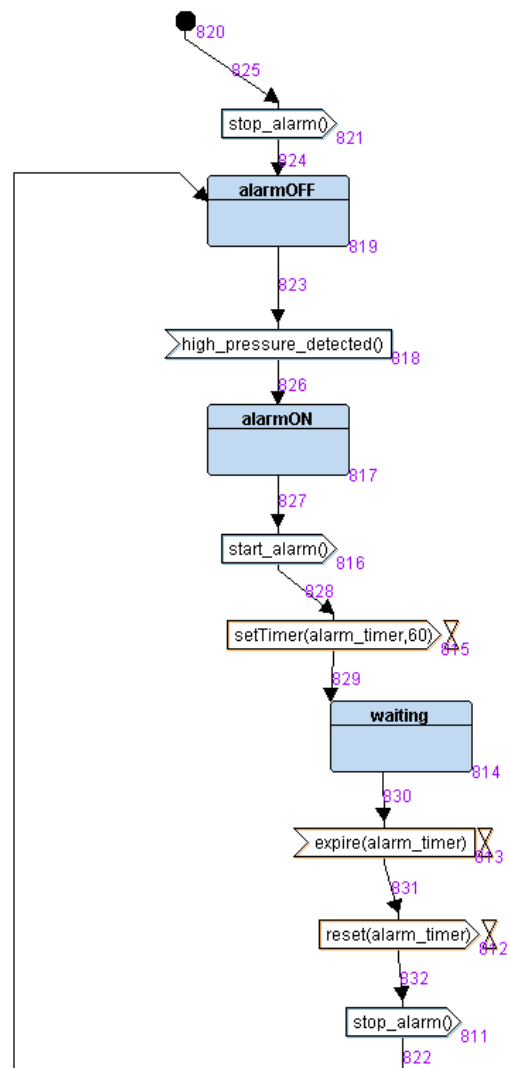 820
825
stop_alarm()
821
824
alarmOFF
819
823
high_pressure_detected()
818
826
alarmON
817
827
start_alarm()
816
828
setTimer(alarm_timer,60)
815
829
waiting
814
830
expire(alarm_timer)
813
831
reset(alarm_timer)
812
832
stop_alarm()
811
822